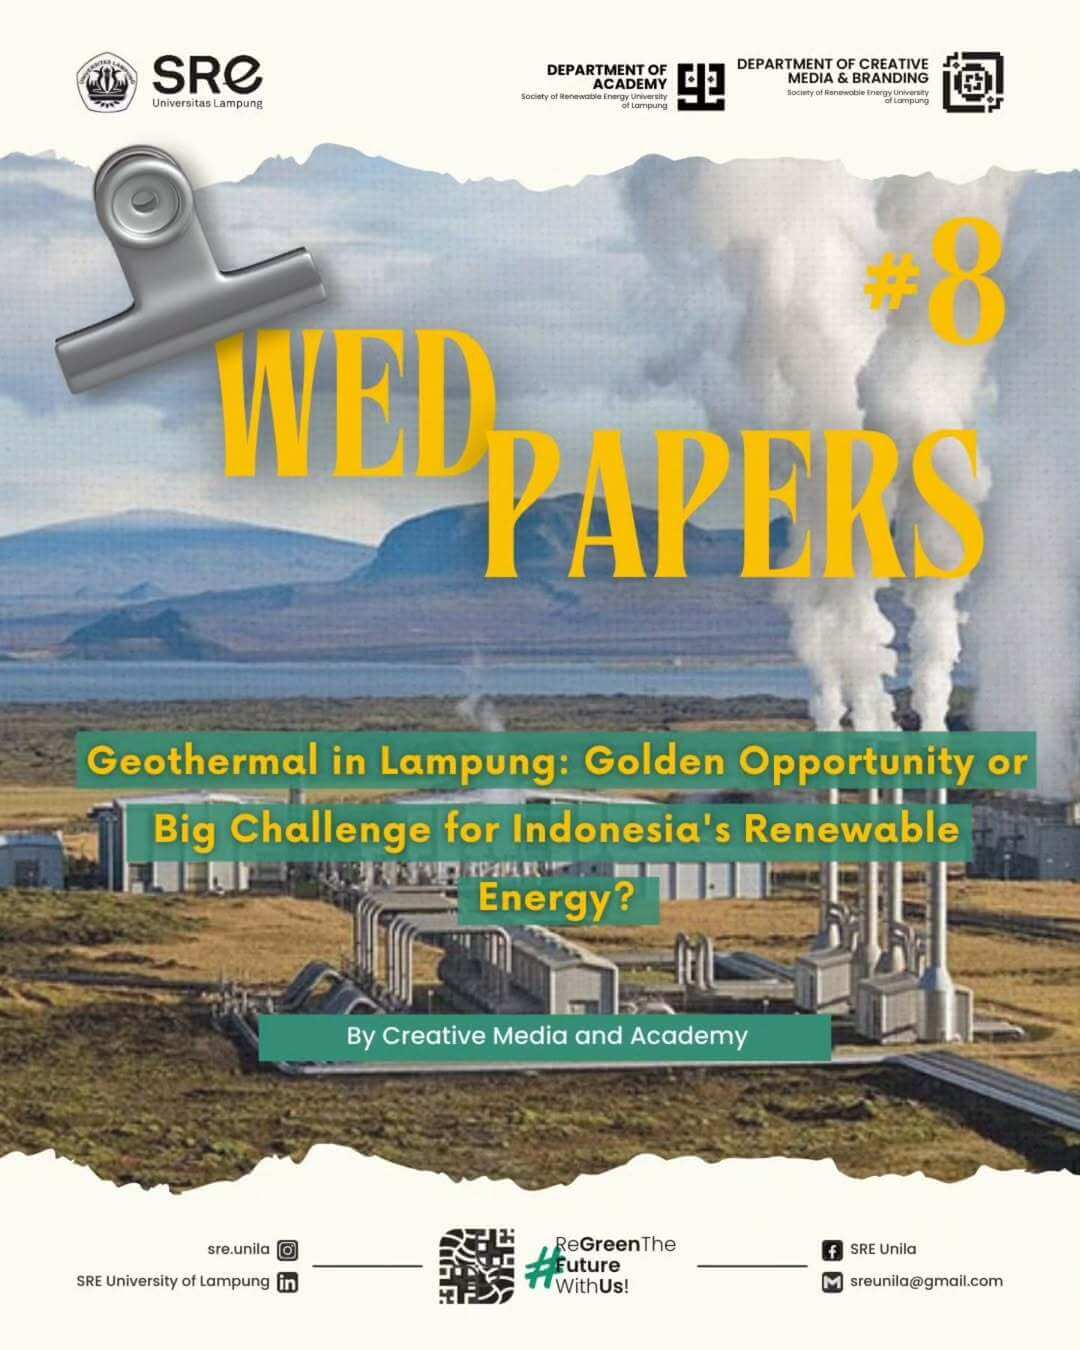 SRE
Universitas Lampung
UNIVERSITAS LAMPUNG
DEPARTMENT OF
ACADEMY
Society of Renewable Energy University
of Lampung
DEPARTMENT OF CREATIVE
MEDIA & BRANDING
Society of Renewable Energy University
of Lampung
#8
WED
PAPERS
Geothermal in Lampung: Golden Opportunity or
Big Challenge for Indonesia's Renewable
Energy?
By Creative Media and Academy
sre.unila
SRE University of Lampung
#ReGreenThe
Future
WithUs!
SRE Unila
sreunila@gmail.com